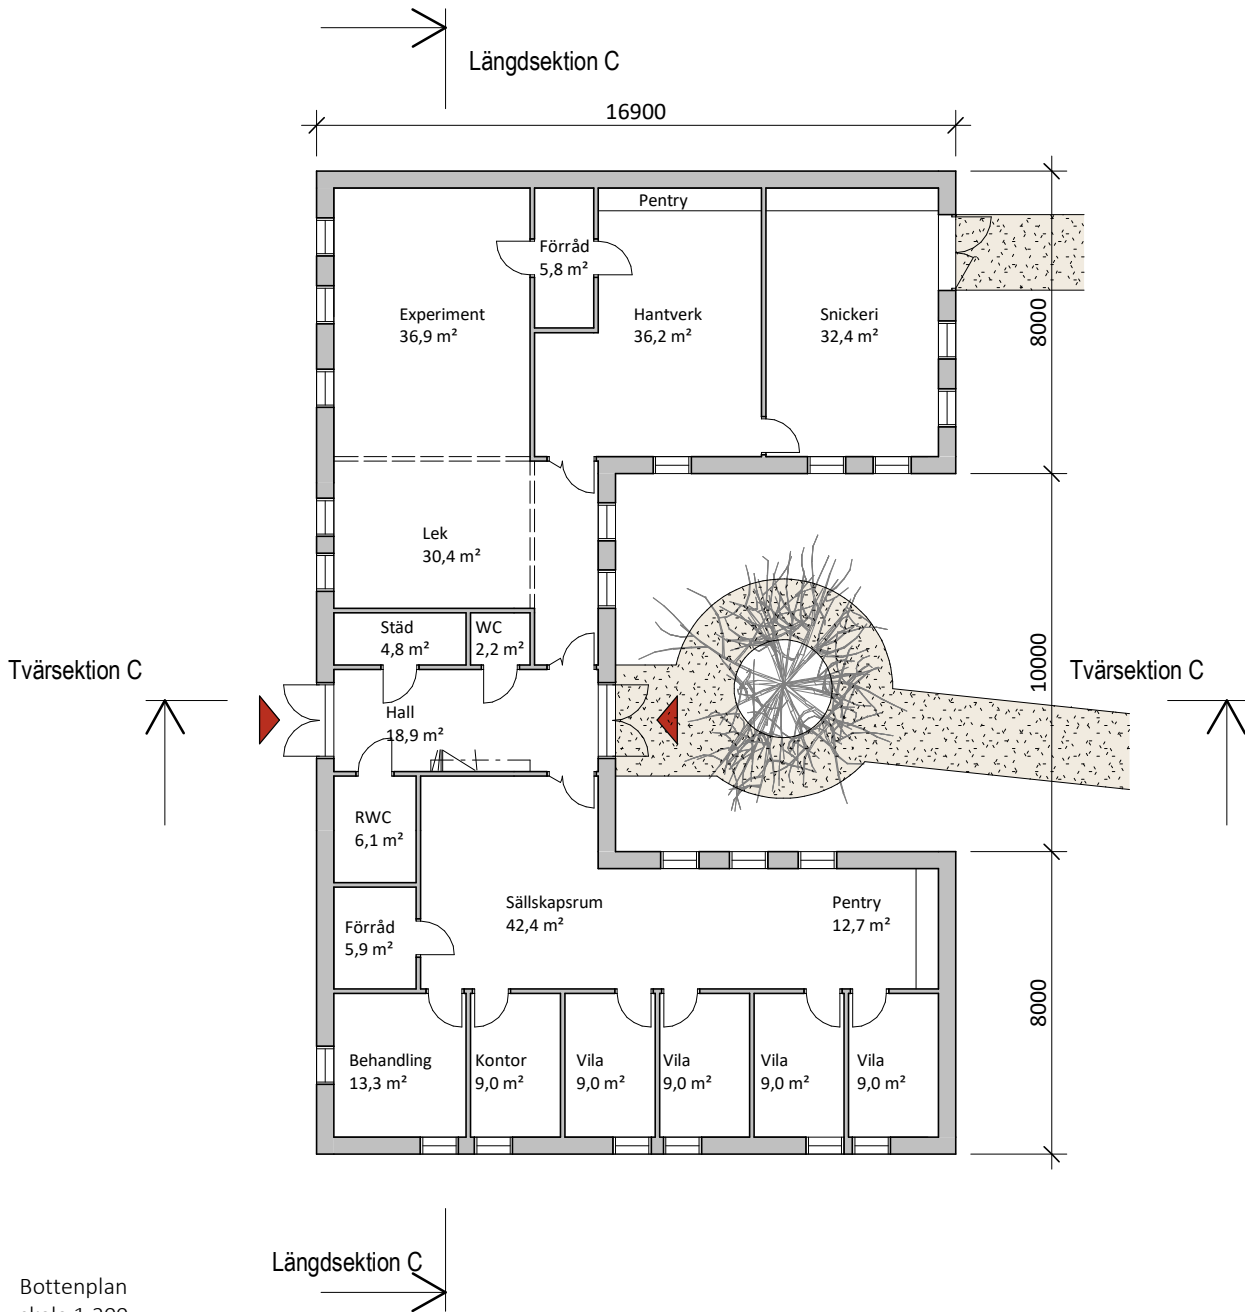 Längdsektion C
16900
Pentry
Förråd
5,8 m²
Experiment
36,9 m²
Hantverk
36,2 m²
Snickeri
32,4 m²
8000
Lek
30,4 m²
Städ
4,8 m²
WC
2,2 m²
Tvärsektion C
10000
Tvärsektion C
Hall
18,9 m²
RWC
6,1 m²
Sällskapsrum
42,4 m²
Pentry
12,7 m²
Förråd
5,9 m²
8000
Behandling
13,3 m²
Kontor
9,0 m²
Vila
9,0 m²
Vila
9,0 m²
Vila
9,0 m²
Vila
9,0 m²
Längdsektion C
Bottenplan